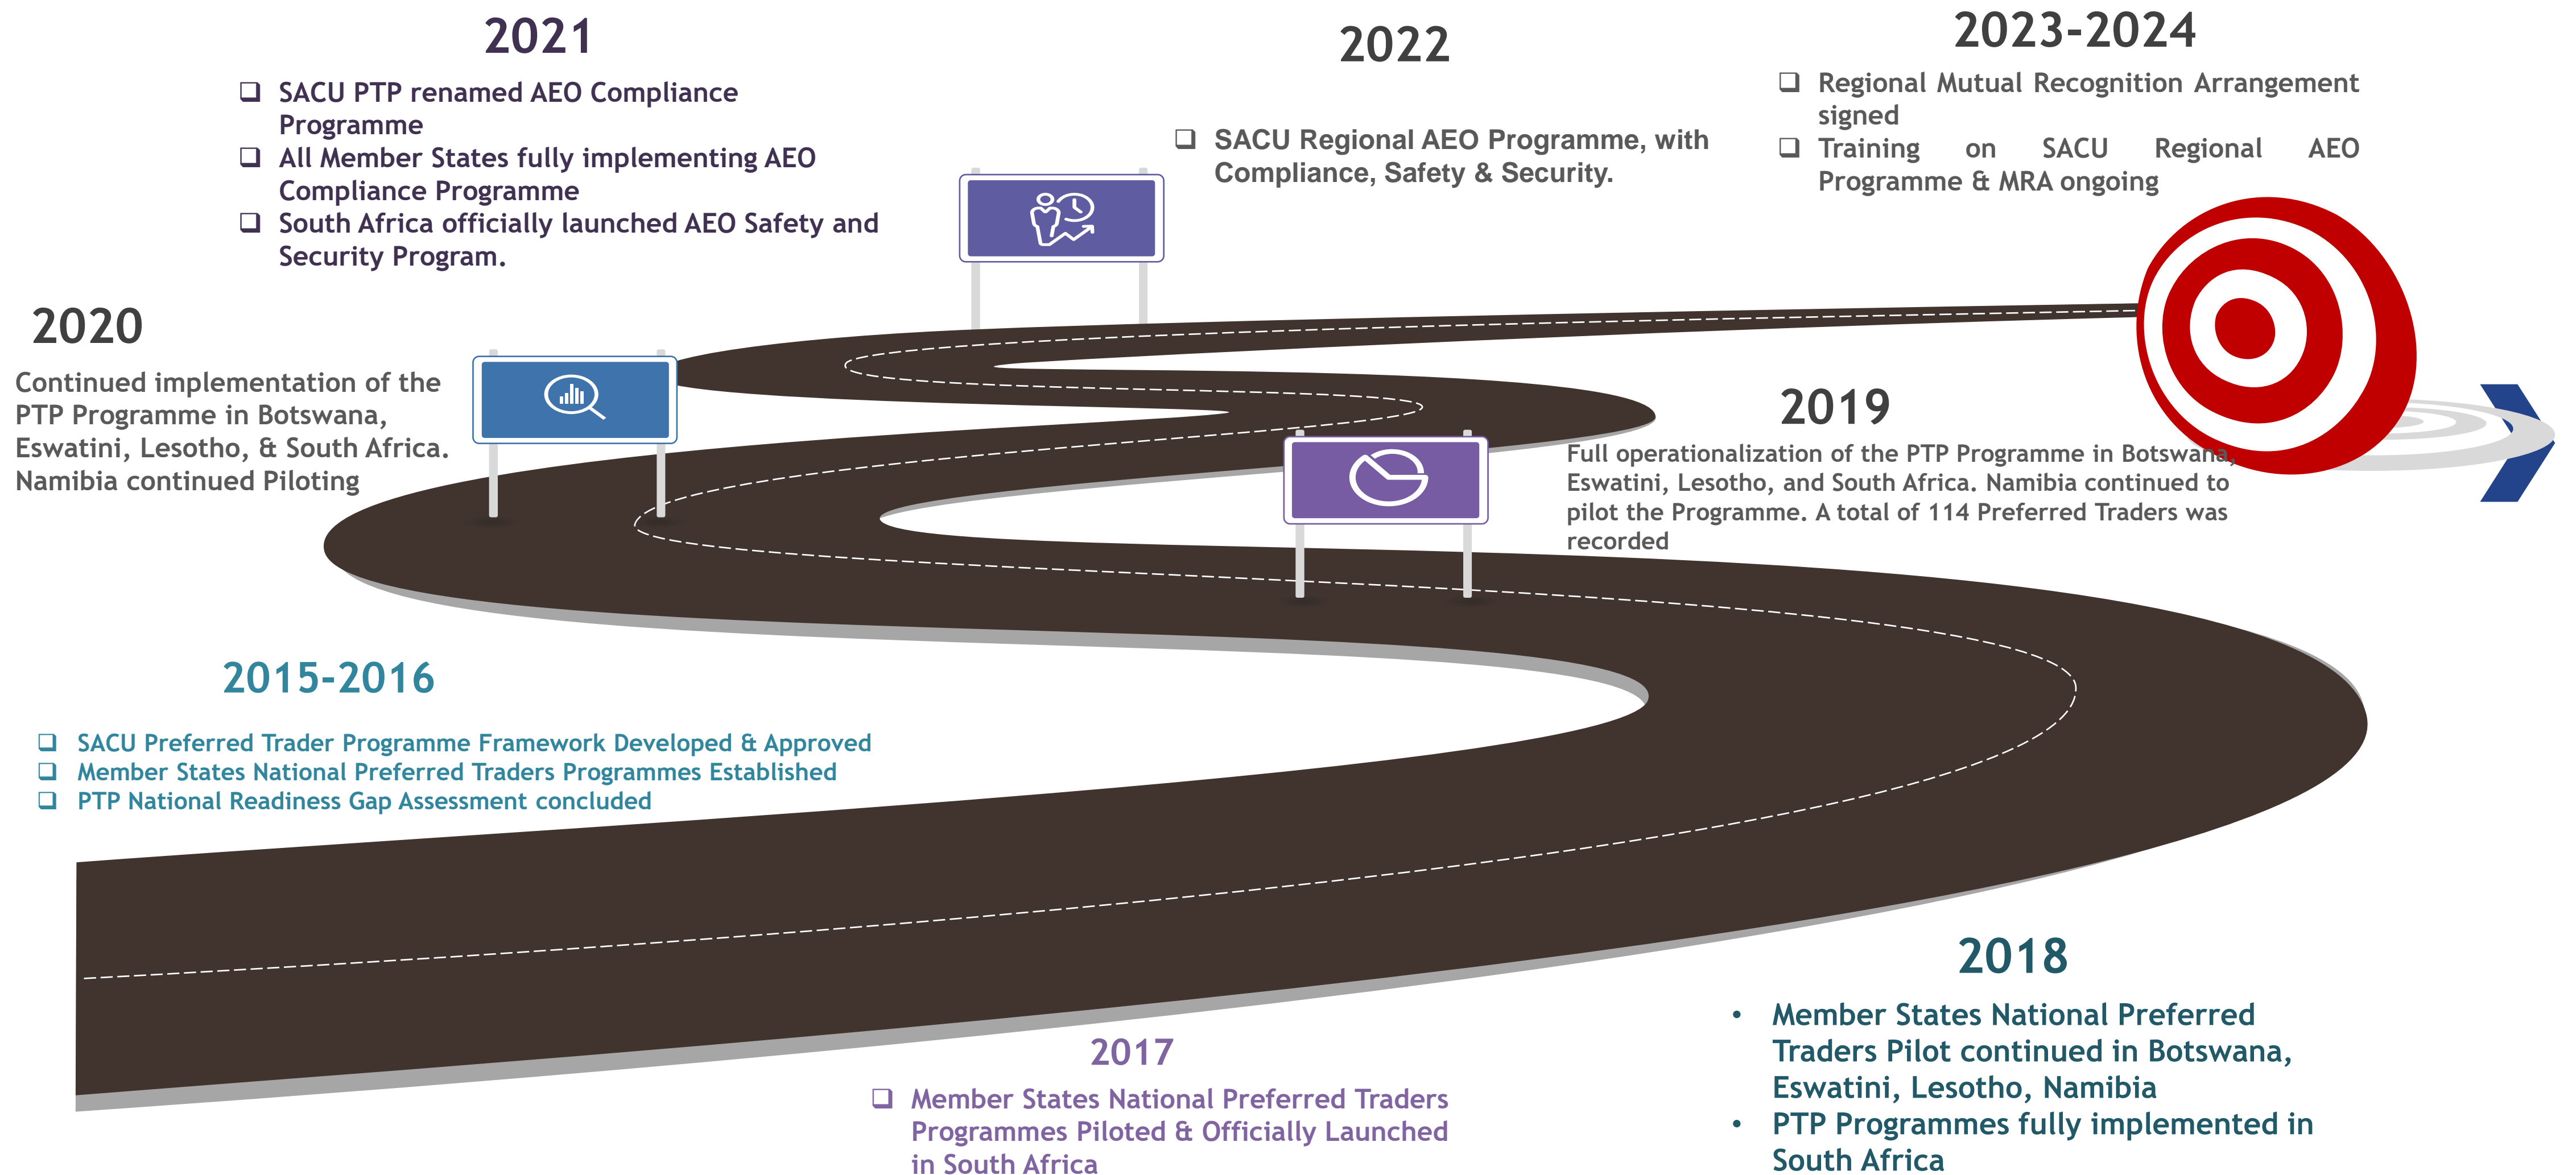 2021
❑ SACU PTP renamed AEO Compliance
Programme
❑ All Member States fully implementing AEO
Compliance Programme
❑ South Africa officially launched AEO Safety and
Security Program.
2022
❑ SACU Regional AEO Programme, with
Compliance, Safety & Security.
2023-2024
❑ Regional Mutual Recognition Arrangement
signed
❑ Training on SACU Regional AEO
Programme & MRA ongoing
2020
Continued implementation of the
PTP Programme in Botswana,
Eswatini, Lesotho, & South Africa.
Namibia continued Piloting
2019
Full operationalization of the PTP Programme in Botswana,
Eswatini, Lesotho, and South Africa. Namibia continued to
pilot the Programme. A total of 114 Preferred Traders was
recorded
2015-2016
❑ SACU Preferred Trader Programme Framework Developed & Approved
❑ Member States National Preferred Traders Programmes Established
❑ PTP National Readiness Gap Assessment concluded
2017
❑ Member States National Preferred Traders
Programmes Piloted & Officially Launched
in South Africa
2018
• Member States National Preferred
Traders Pilot continued in Botswana,
Eswatini, Lesotho, Namibia
• PTP Programmes fully implemented in
South Africa